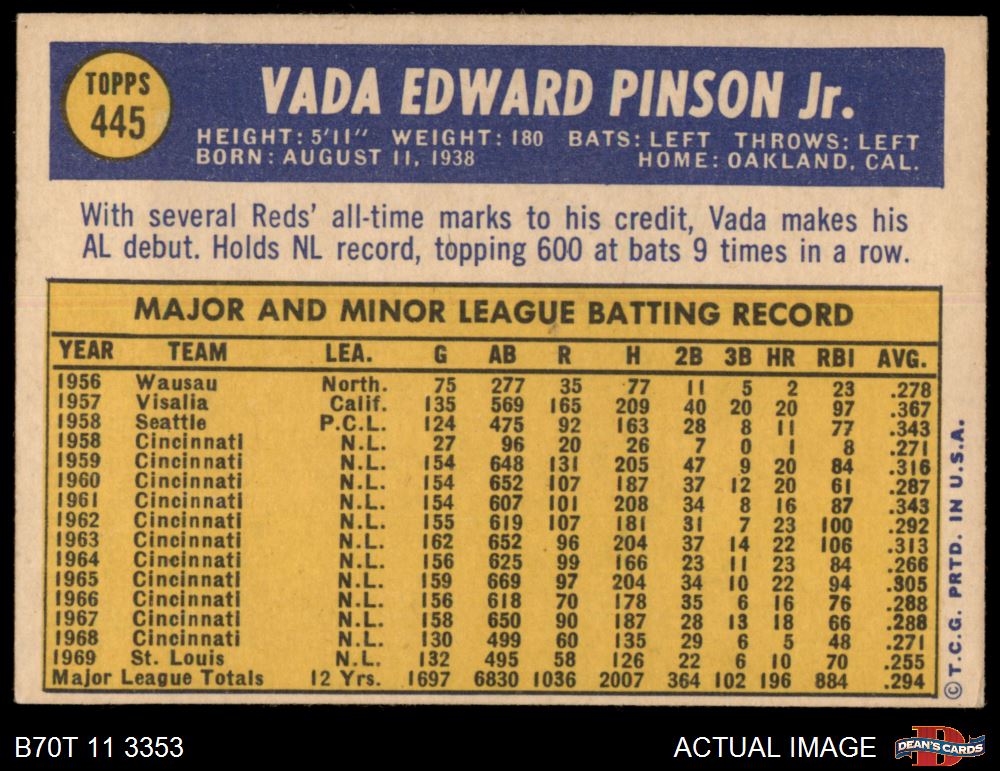 TOPPS
445
VADA EDWARD PINSON Jr.
HEIGHT: 5'11" WEIGHT: 180 BATS: LEFT THROWS: LEFT
BORN: AUGUST 11, 1938 HOME: OAKLAND, CAL.
With several Reds' all-time marks to his credit, Vada makes his
AL debut. Holds NL record, topping 600 at bats 9 times in a row.
MAJOR AND MINOR LEAGUE BATTING RECORD
YEAR TEAM LEA. G AB R H 2B 3B HR RBI AVG.
1956 Wausau North. 75 277 35 77 11 5 2 23 .278
1957 Visalia Calif. 135 569 165 209 40 20 20 97 .367
1958 Seattle P.C.L. 124 475 92 163 28 8 11 77 .343
1958 Cincinnati N.L. 27 96 20 26 7 0 1 8 .271
1959 Cincinnati N.L. 154 648 131 205 47 9 20 84 .316
1960 Cincinnati N.L. 154 652 107 187 37 12 20 61 .287
1961 Cincinnati N.L. 154 607 101 208 34 8 16 87 .343
1962 Cincinnati N.L. 155 619 107 181 31 7 23 100 .292
1963 Cincinnati N.L. 162 652 96 204 37 14 22 106 .313
1964 Cincinnati N.L. 156 625 99 166 23 11 23 84 .266
1965 Cincinnati N.L. 159 669 97 204 34 10 22 94 .305
1966 Cincinnati N.L. 156 618 70 178 35 6 16 76 .288
1967 Cincinnati N.L. 158 650 90 187 28 13 18 66 .288
1968 Cincinnati N.L. 130 499 60 135 29 6 5 48 .271
1969 St. Louis N.L. 132 495 58 126 22 6 10 70 .255
Major League Totals 12 Yrs. 1697 6830 1036 2007 364 102 196 884 .294
© T.C.G. PRTD. IN U.S.A.
B70T 11 3353
ACTUAL IMAGE
D
DEAN'S CARDS